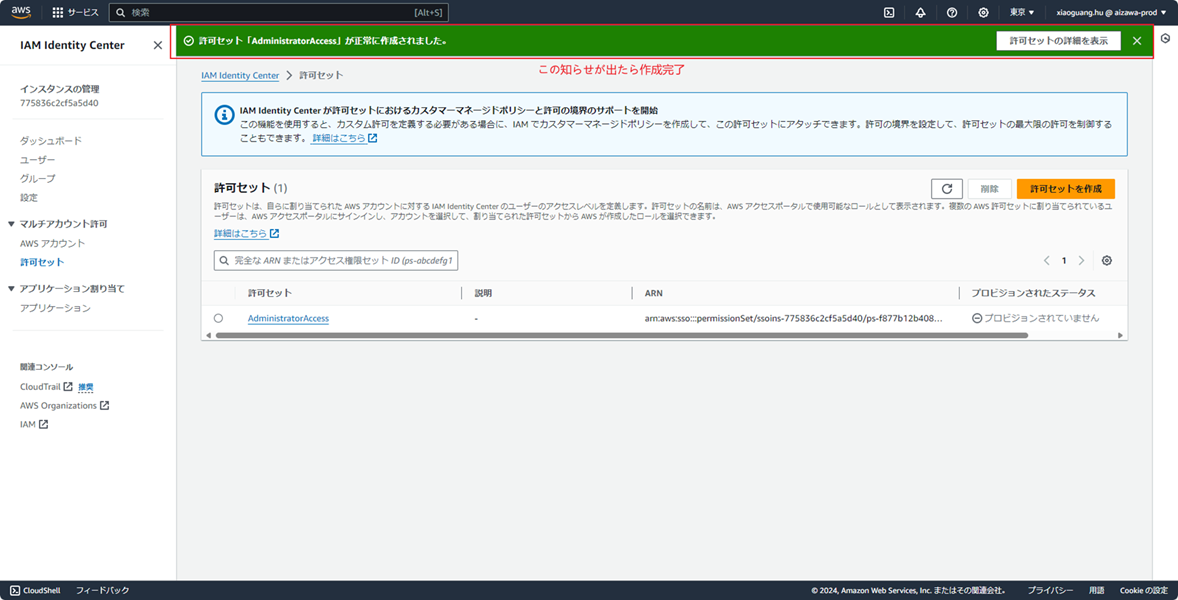 aws
サービス
検索
[Alt+S]
東京
xiaoguang.hu @ aizawa-prod
IAM Identity Center
許可セット「AdministratorAccess」が正常に作成されました。
許可セットの詳細を表示
この知らせが出たら作成完了
インスタンスの管理
775836c2cf5a5d40
ダッシュボード
ユーザー
グループ
設定
マルチアカウント許可
AWS アカウント
許可セット
アプリケーション割り当て
アプリケーション
関連コンソール
CloudTrail 推奨
AWS Organizations
IAM
IAM Identity Center > 許可セット
IAM Identity Center が許可セットにおけるカスタマーマネージドポリシーと許可の境界のサポートを開始
この機能を使用すると、カスタム許可を定義する必要がある場合に、IAM でカスタマーマネージドポリシーを作成して、この許可セットにアタッチできます。許可の境界を設定して、許可セットの最大限の許可を制御する
こともできます。 詳細はこちら
許可セット (1)
削除
許可セットを作成
許可セットは、自らに割り当てられた AWS アカウントに対する IAM Identity Center のユーザーのアクセスレベルを定義します。許可セットの名前は、AWS アクセスポータルで使用可能なロールとして表示されます。複数の AWS 許可セットに割り当てられているユ
ーザーは、AWS アクセスポータルにサインインし、アカウントを選択して、割り当てられた許可セットから AWS が作成したロールを選択できます。
詳細はこちら
完全な ARN またはアクセス権限セット ID (ps-abcdefg1
1
許可セット
説明
ARN
プロビジョンされたステータス
AdministratorAccess
-
arn:aws:sso:::permissionSet/ssoins-775836c2cf5a5d40/ps-f877b12b408...
プロビジョンされていません
CloudShell
フィードバック
© 2024, Amazon Web Services, Inc. またはその関連会社。
プライバシー
用語
Cookie の設定